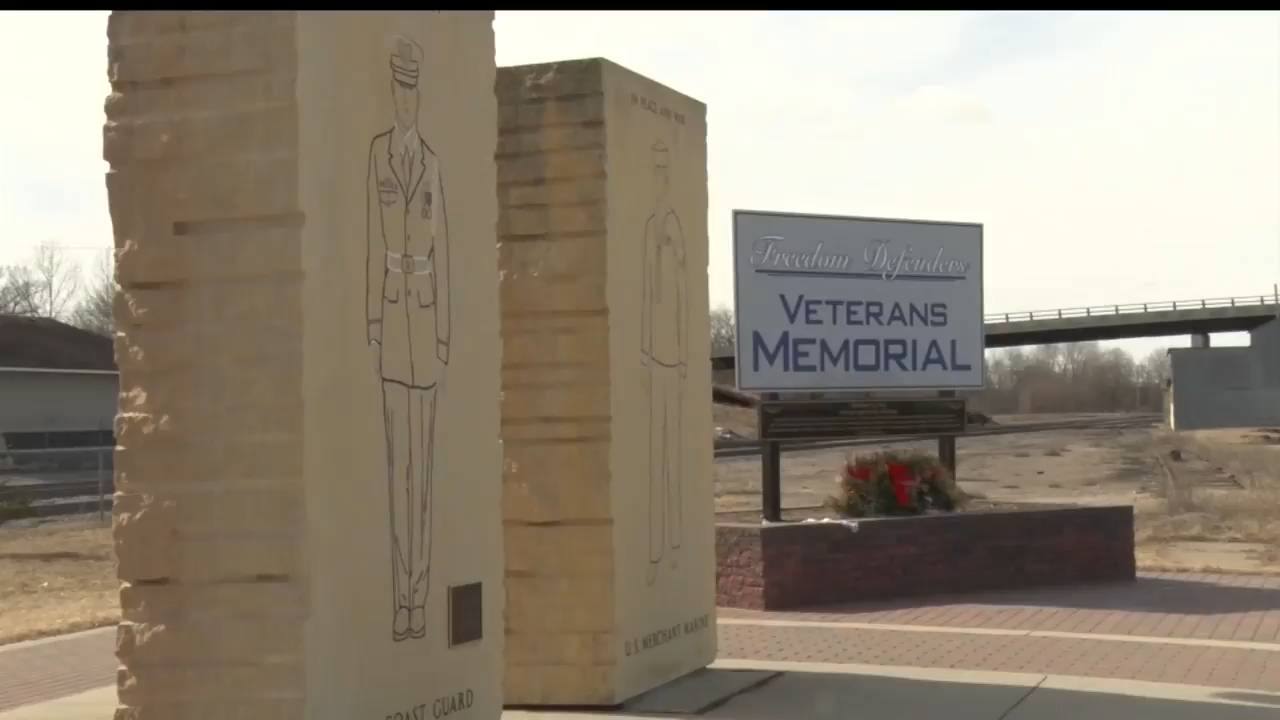 IN PEACE AND WAR
Freedom Defenders
VETERANS
MEMORIAL
U.S. MERCHANT MARINE
COAST GUARD